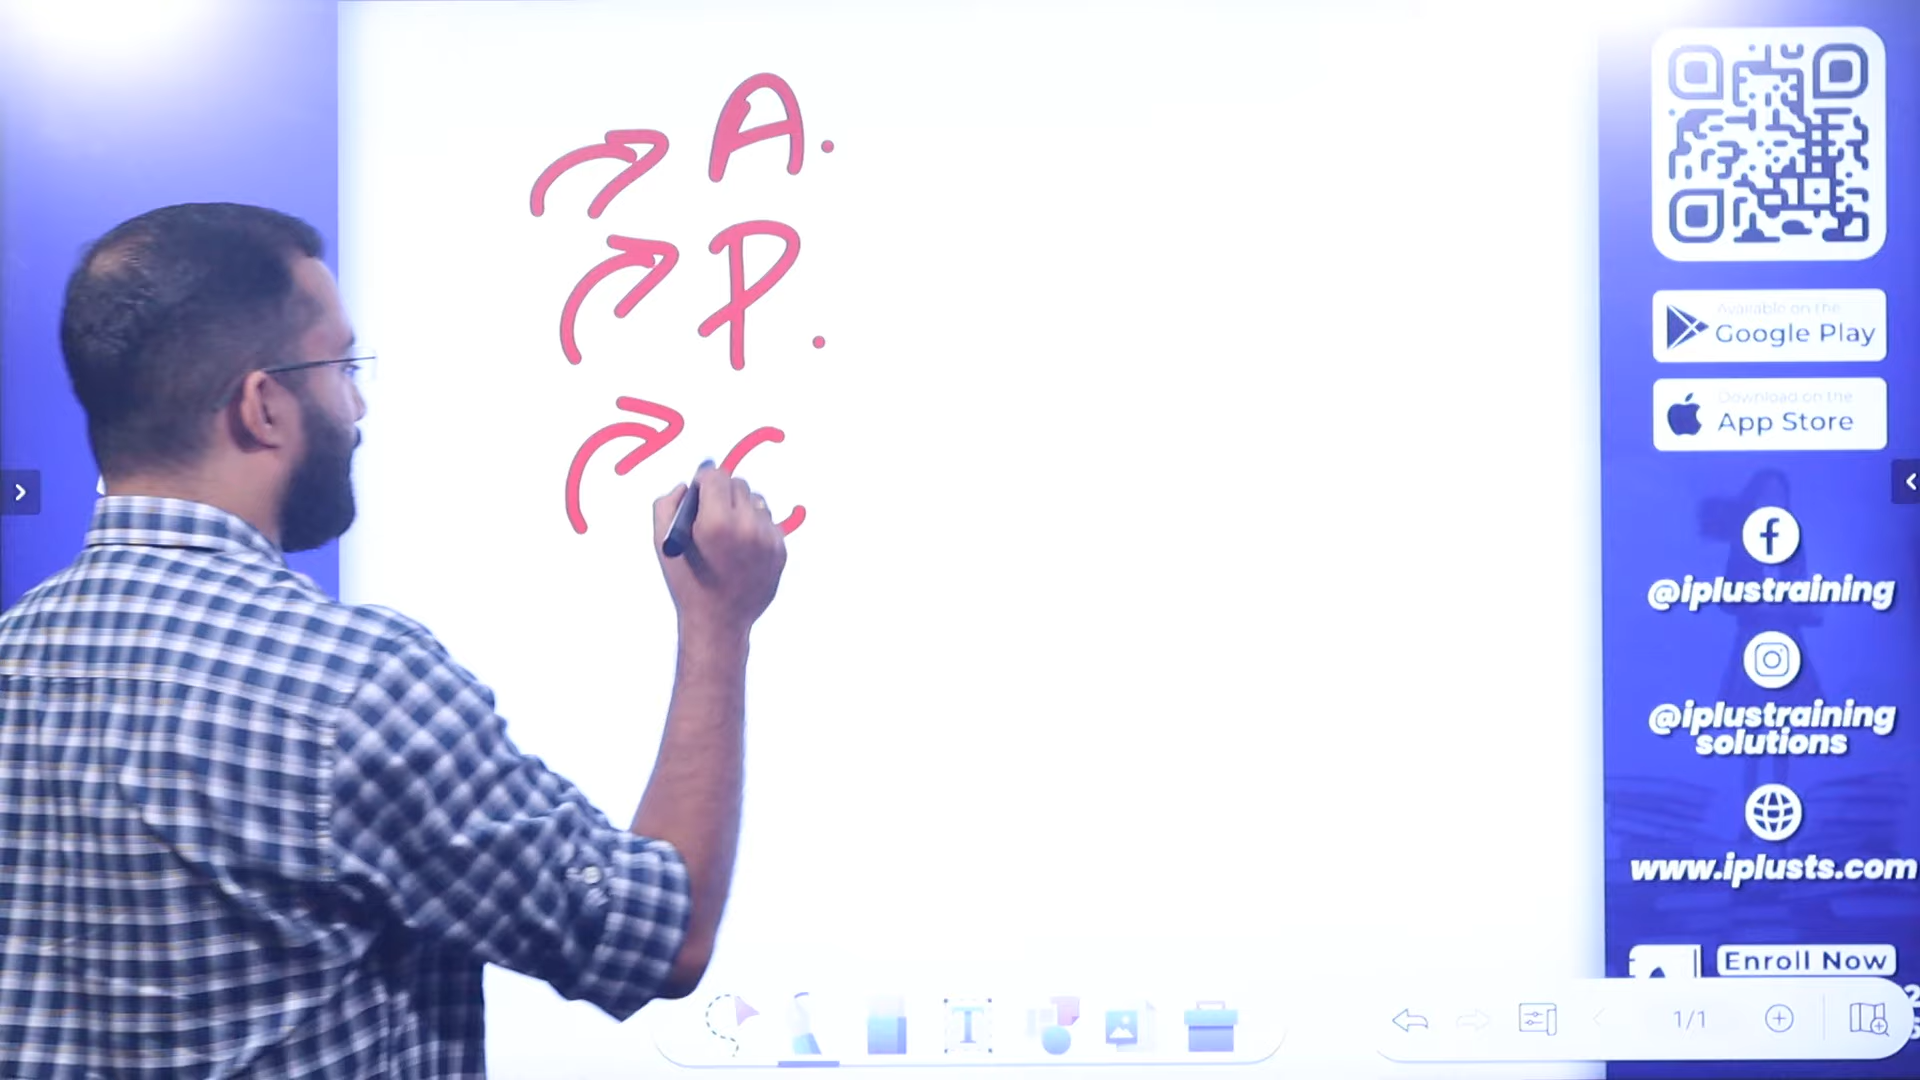 A.
P.
C
Available on the
Google Play
Download on the
App Store
@iplustraining
@iplustraining
solutions
www.iplusts.com
Enroll Now
T
1/1